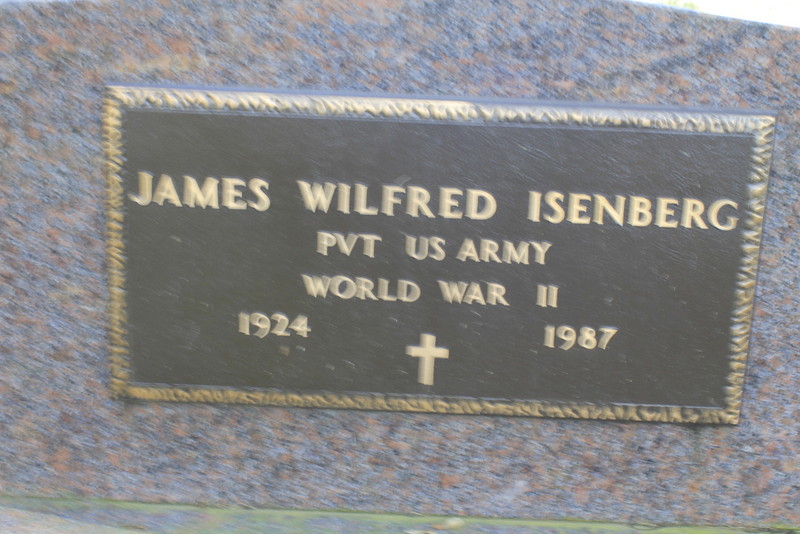 JAMES WILFRED ISENBERG
PVT US ARMY
WORLD WAR II
1924 1987